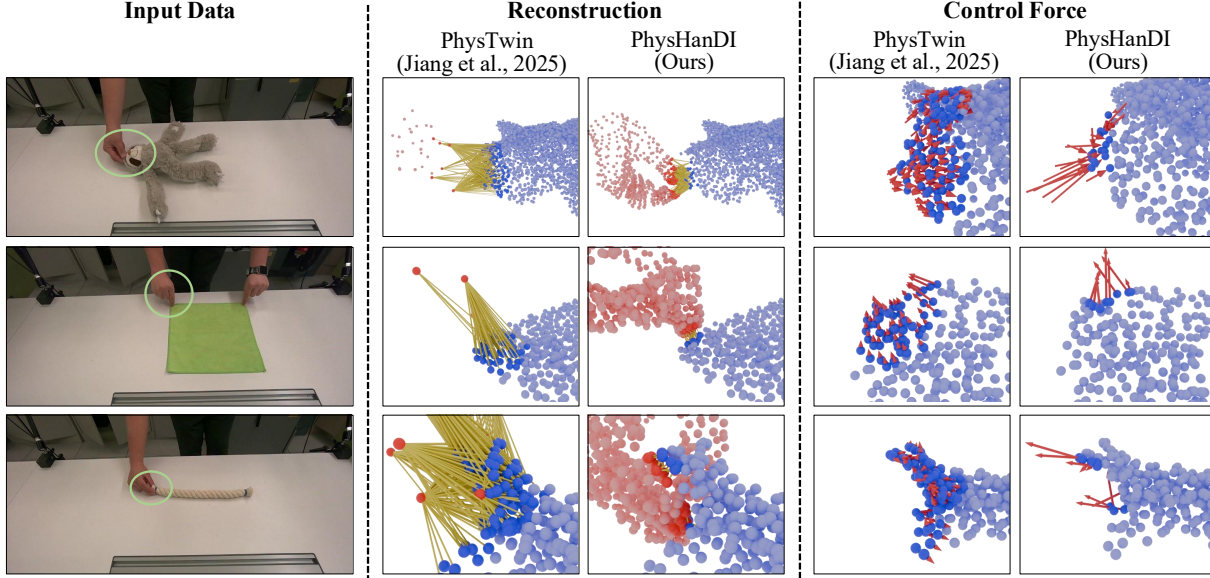 Input Data
Reconstruction
Control Force
PhysTwin
(Jiang et al., 2025)
PhysHanDI
(Ours)
PhysTwin
(Jiang et al., 2025)
PhysHanDI
(Ours)